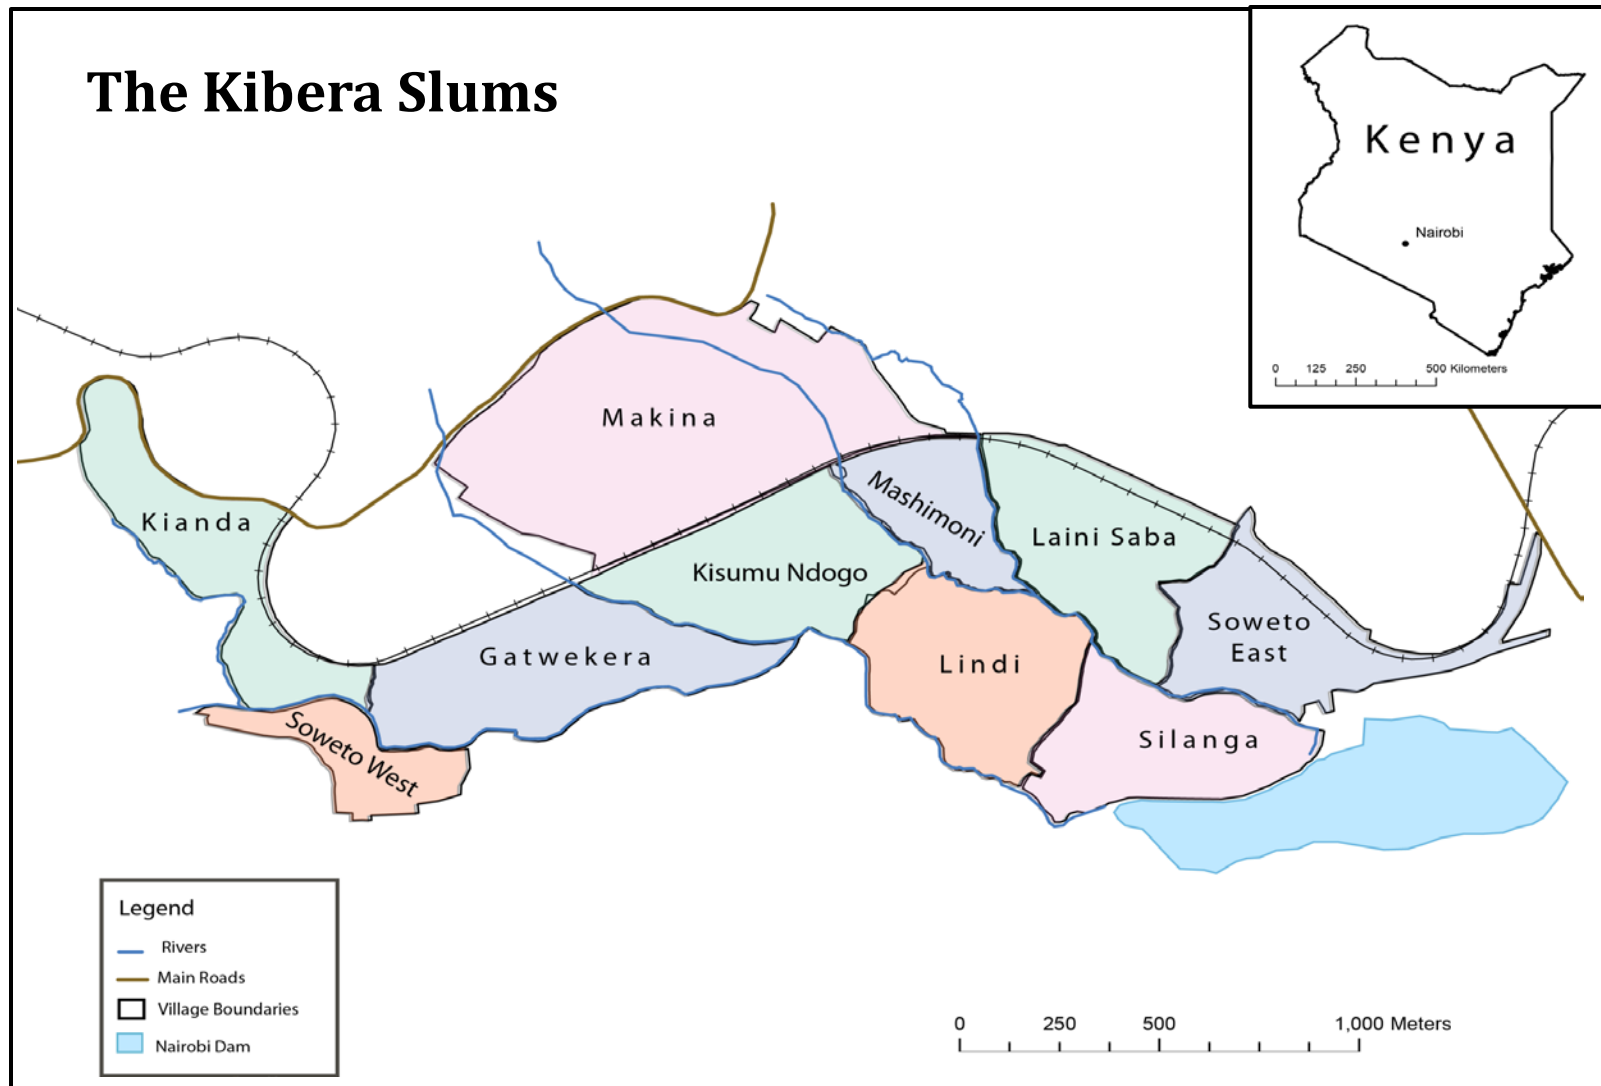 The Kibera Slums
Kenya
Nairobi
0 125 250 500 Kilometers
Makina
Mashimoni
Kianda
Laini Saba
Kisumu Ndogo
Soweto
East
Gatwekera
Lindi
Soweto West
Silanga
Legend
Rivers
Main Roads
Village Boundaries
Nairobi Dam
0 250 500 1,000 Meters